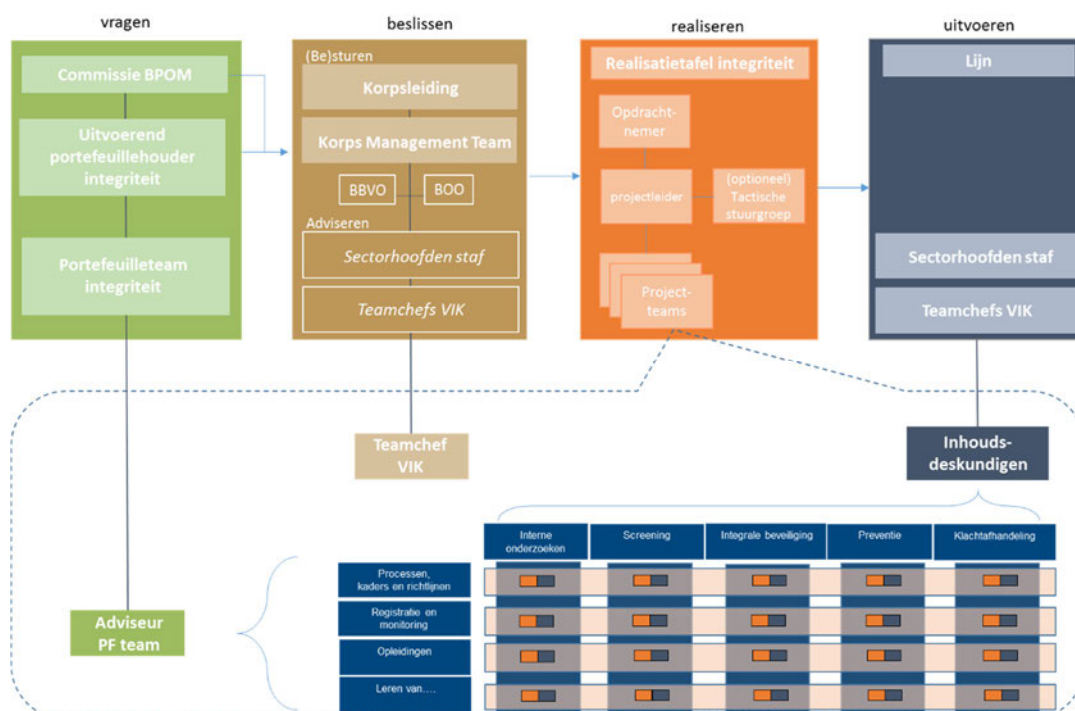 vragen
beslissen
realiseren
uitvoeren
Commissie BPOM
Uitvoerend
portefeuillehouder
integriteit
Portefeuilleteam
integriteit
(Be)sturen
Korpsleiding
Korps Management Team
BBVO
BOO
Adviseren
Sectorhoofden staf
Teamchefs VIK
Realisatietafel integriteit
Opdracht-
nemer
projectleider
(optioneel)
Tactische
stuurgroep
Project-
teams
Lijn
Sectorhoofden staf
Teamchefs VIK
Teamchef
VIK
Inhouds-
deskundigen
Adviseur
PF team
Interne
onderzoeken
Screening
Integrale beveiliging
Preventie
Klachtafhandeling
Processen,
kaders en richtlijnen
Registratie en
monitoring
Opleidingen
Leren van....